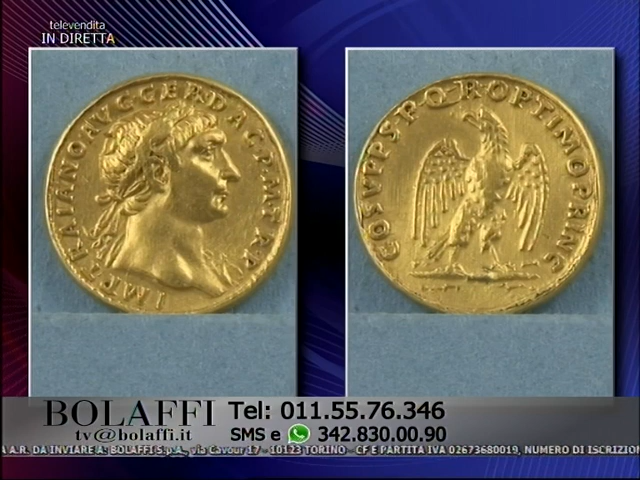 televendita
IN DIRETTA
IMP TRAIANO AVG GER DAC P M TR P
COS V P P S P Q R OPTIMO PRINC
BOLAFFI
tv@bolaffi.it
Tel: 011.55.76.346
SMS e 342.830.00.90
A A.R. DA INVIARE A: BOLAFFI S.p.A., via Cavour 17 - 10123 TORINO - CF E PARTITA IVA 02673680019, NUMERO DI ISCRIZION